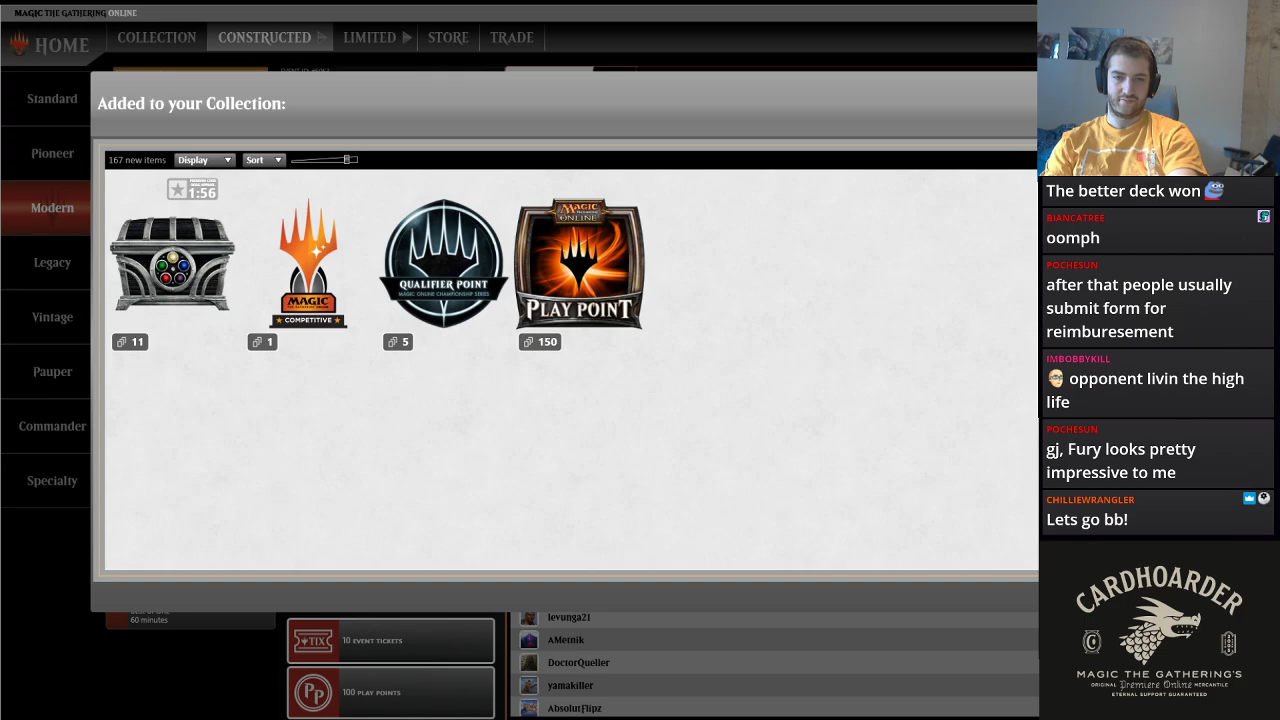 MAGIC THE GATHERING ONLINE
HOME
COLLECTION
CONSTRUCTED
LIMITED
STORE
TRADE
Standard
Pioneer
Modern
Legacy
Vintage
Pauper
Commander
Specialty
Added to your Collection:
167 new items
Display
Sort
1:56
MAGIC
COMPETITIVE
QUALIFIER POINT
MAGIC ONLINE CHAMPIONSHIP SERIES
MAGIC
ONLINE
PLAY POINT
11
1
5
150
60 minutes
TIX
10 EVENT TICKETS
PP
100 PLAY POINTS
levunga21
AMetnik
DoctorQueller
yamakiller
AbsolutFlipz
The better deck won
BIANCATREE
oomph
POCHESUN
after that people usually
submit form for
reimburesement
IMBOBBYKILL
opponent livin the high
life
POCHESUN
gj, Fury looks pretty
impressive to me
CHILLIEWRANGLER
Lets go bb!
CARDHOARDER
MAGIC THE GATHERING'S
ORIGINAL Premiere Online MERCANTILE
ETERNAL SUPPORT GUARANTEED